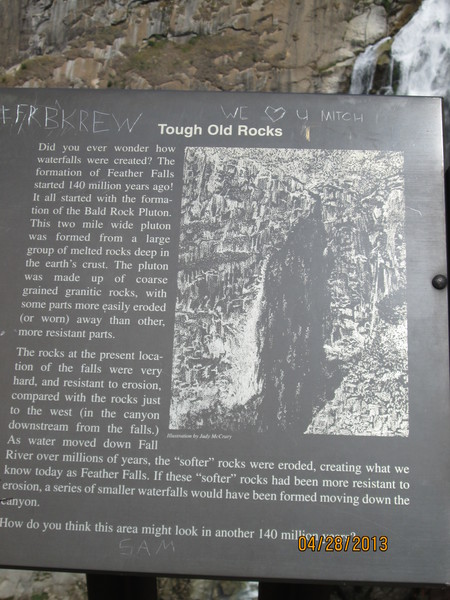 WE ♡ U MITCH
Tough Old Rocks
Did you ever wonder how
waterfalls were created? The
formation of Feather Falls
started 140 million years ago!
It all started with the forma-
tion of the Bald Rock Pluton.
This two mile wide pluton
was formed from a large
group of melted rocks deep in
the earth's crust. The pluton
was made up of coarse
grained granitic rocks, with
some parts more easily eroded
(or worn) away than other,
more resistant parts.
The rocks at the present loca-
tion of the falls were very
hard, and resistant to erosion,
compared with the rocks just
to the west (in the canyon
downstream from the falls.)
As water moved down Fall
River over millions of years, the "softer" rocks were eroded, creating what we
know today as Feather Falls. If these "softer" rocks had been more resistant to
erosion, a series of smaller waterfalls would have been formed moving down the
canyon.
How do you think this area might look in another 140 million years?
Illustration by Judy McCrary
SAM
04/28/2013